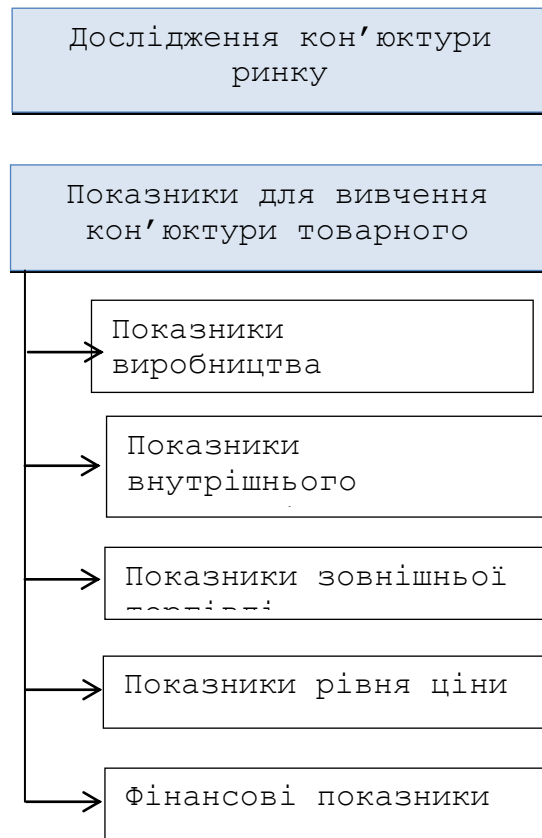 Дослідження кон’юктури
ринку
Показники для вивчення
кон’юктури товарного
Показники
виробництва
Показники
внутрішнього
Показники зовнішньої
торгівлі
Показники рівня ціни
Фінансові показники